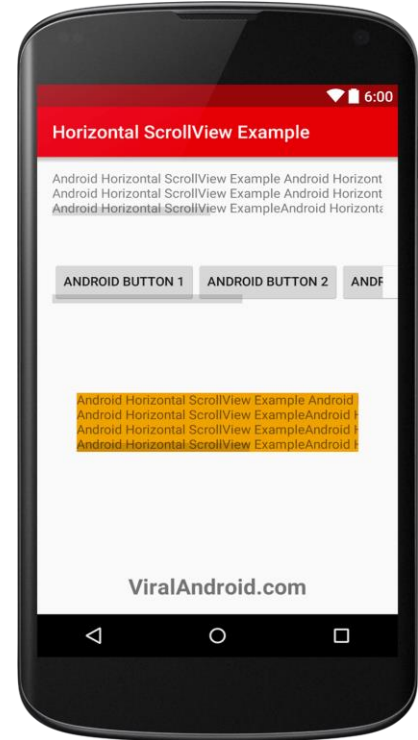 6:00
Horizontal ScrollView Example
Android Horizontal ScrollView Example Android Horizont
Android Horizontal ScrollView Example Android Horizont
Android Horizontal ScrollView ExampleAndroid Horizonta
ANDROID BUTTON 1 ANDROID BUTTON 2 ANDR
Android Horizontal ScrollView Example Android
Android Horizontal ScrollView ExampleAndroid H
Android Horizontal ScrollView ExampleAndroid H
Android Horizontal ScrollView ExampleAndroid H
ViralAndroid.com